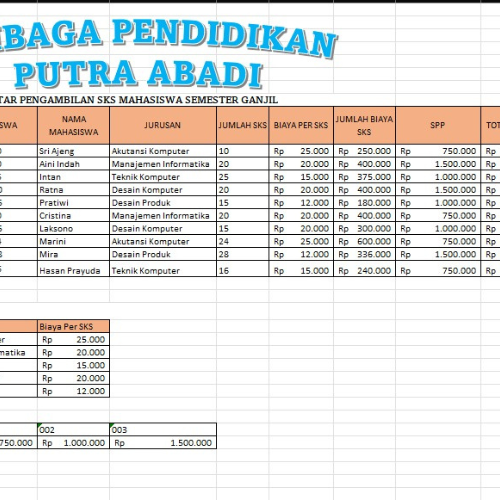 BAGA PENDIDIKAN
PUTRA ABADI
TAR PENGAMBILAN SKS MAHASISWA SEMESTER GANJIL
SWA NAMA MAHASISWA JURUSAN JUMLAH SKS BIAYA PER SKS JUMLAH BIAYA SKS SPP TOT
Sri Ajeng Akutansi Komputer 10 Rp 25.000 Rp 250.000 Rp 750.000 Rp
Aini Indah Manajemen Informatika 20 Rp 20.000 Rp 400.000 Rp 1.500.000 Rp
Intan Teknik Komputer 25 Rp 15.000 Rp 375.000 Rp 1.000.000 Rp
Ratna Desain Komputer 20 Rp 20.000 Rp 400.000 Rp 1.500.000 Rp
Pratiwi Desain Produk 15 Rp 12.000 Rp 180.000 Rp 1.000.000 Rp
Cristina Manajemen Informatika 20 Rp 20.000 Rp 400.000 Rp 750.000 Rp
Laksono Desain Komputer 15 Rp 20.000 Rp 300.000 Rp 1.000.000 Rp
Marini Akutansi Komputer 24 Rp 25.000 Rp 600.000 Rp 750.000 Rp
Mira Desain Produk 28 Rp 12.000 Rp 336.000 Rp 1.500.000 Rp
Hasan Prayuda Teknik Komputer 16 Rp 15.000 Rp 240.000 Rp 750.000 Rp
Biaya Per SKS
er Rp 25.000
matika Rp 20.000
Rp 15.000
Rp 20.000
Rp 12.000
002 003
750.000 Rp 1.000.000 Rp 1.500.000